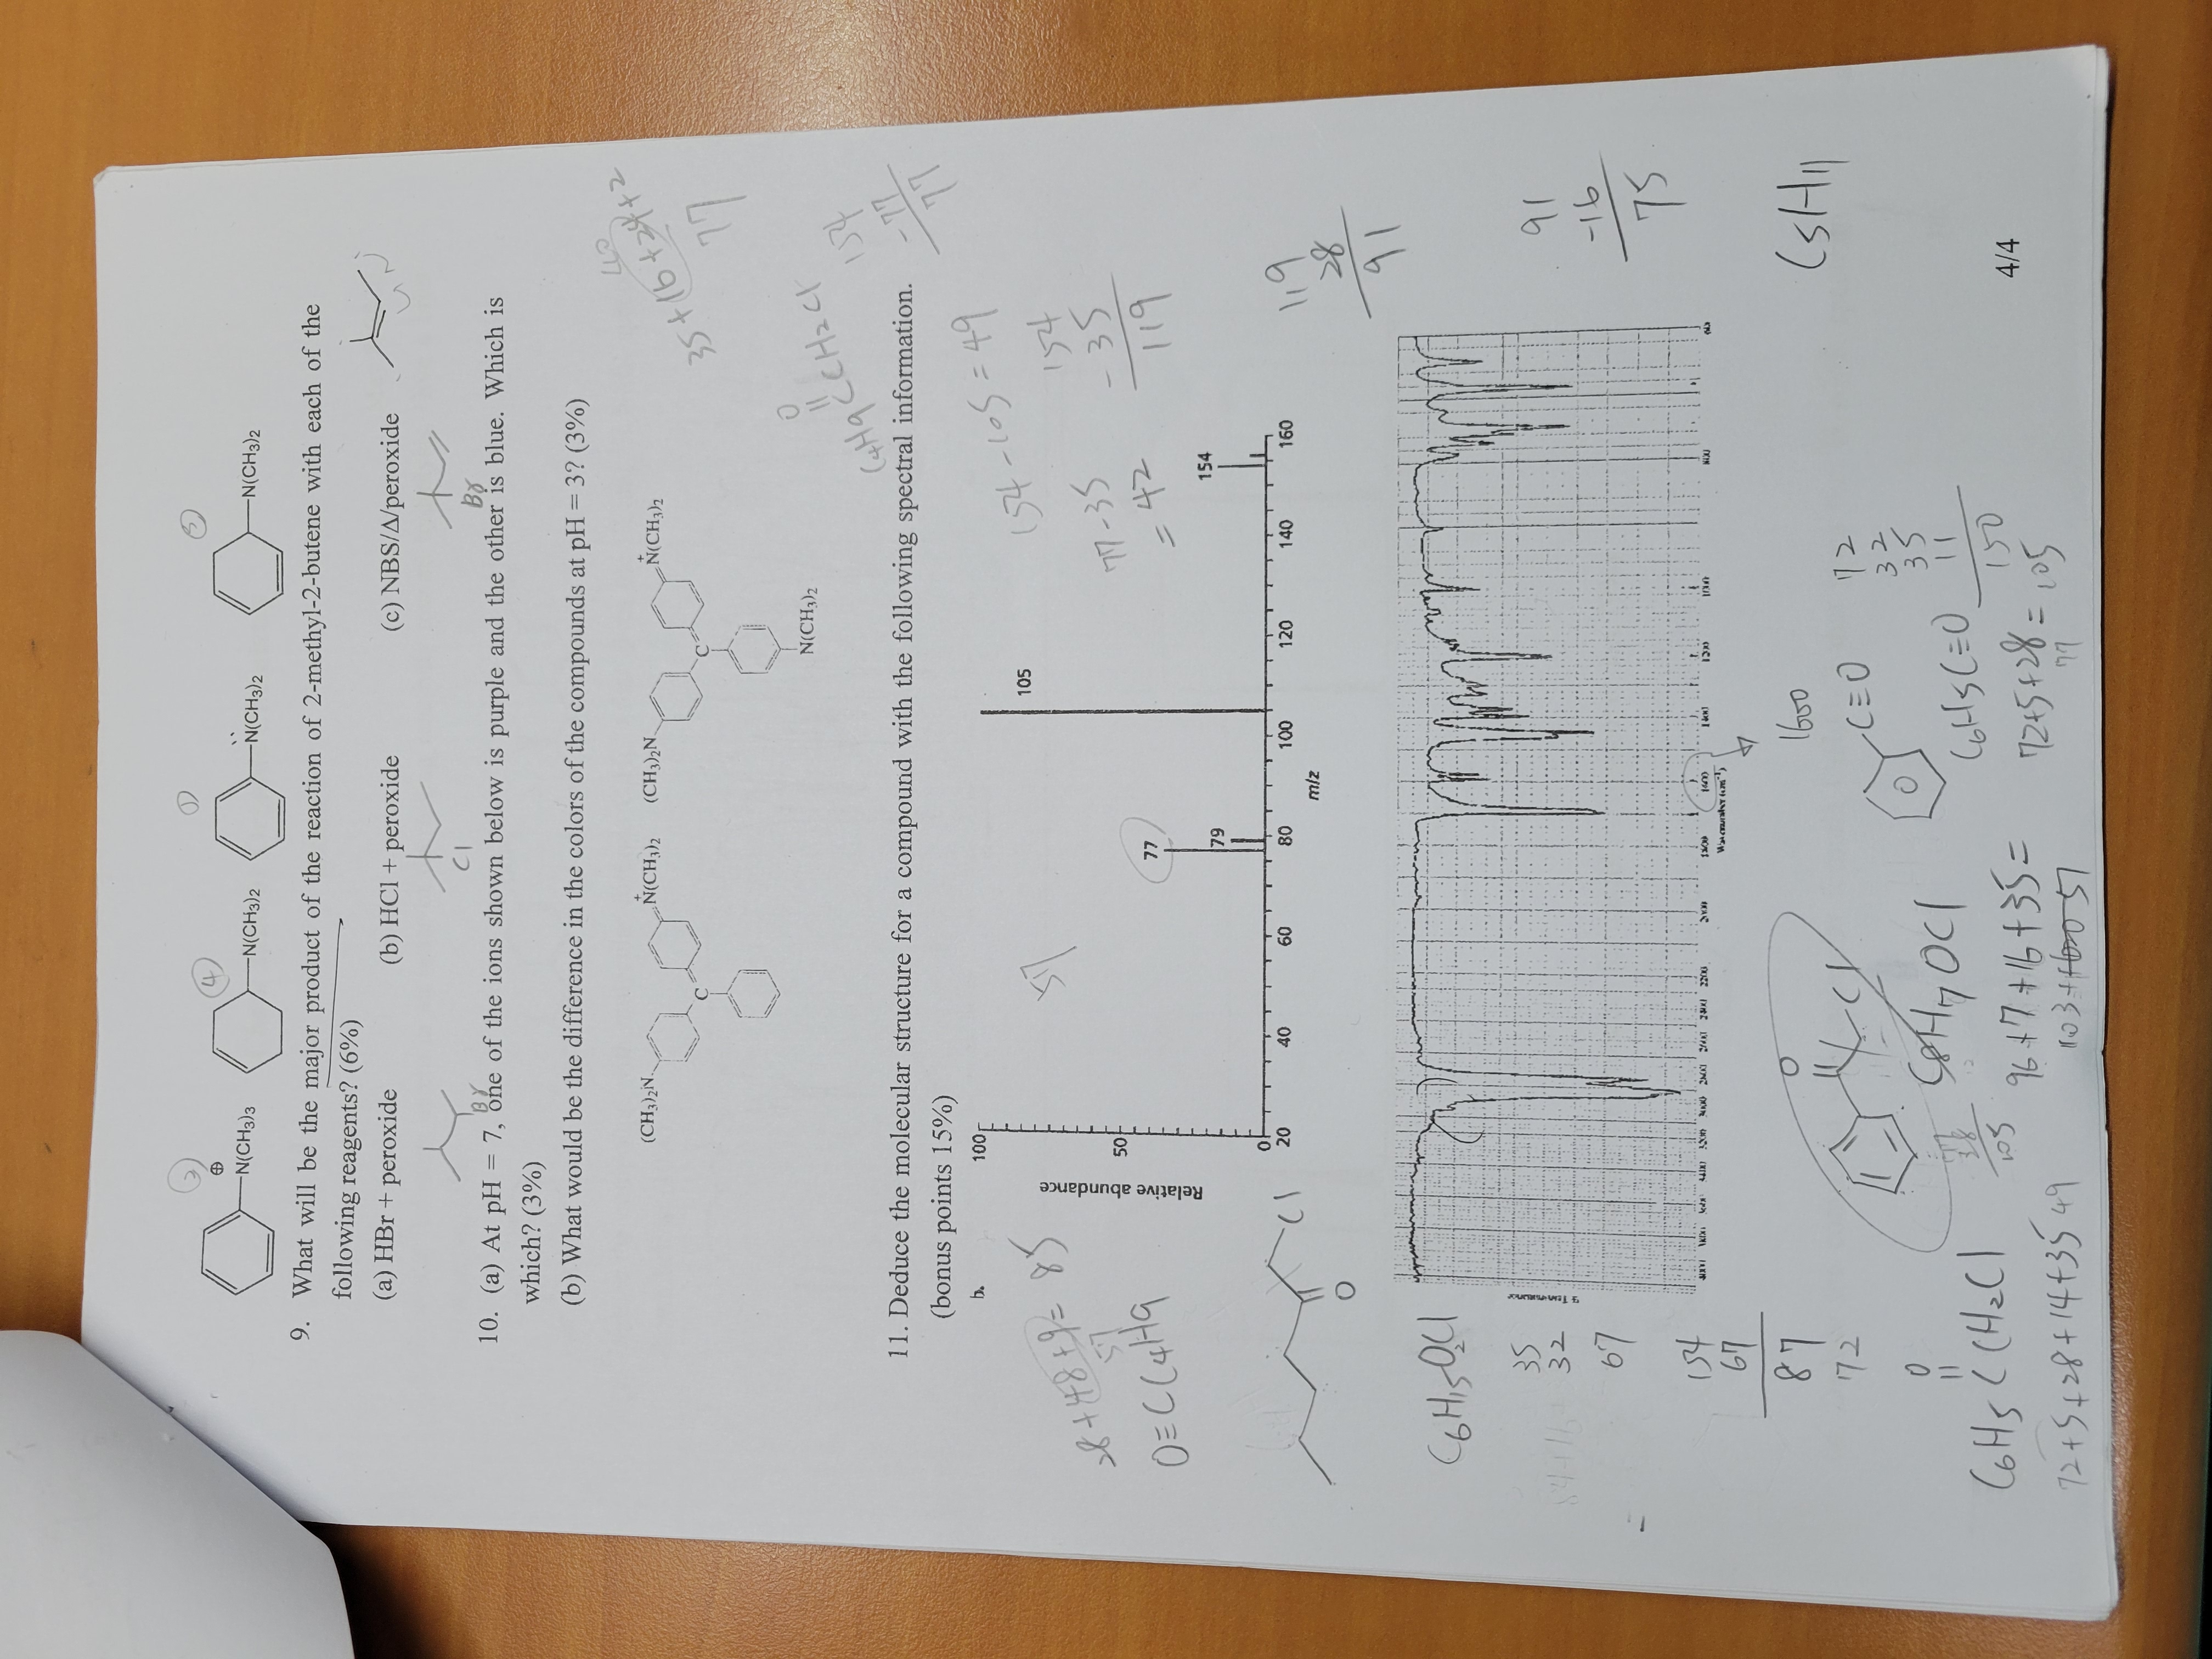 2
4
1
3
⊕
N(CH3)3
N(CH3)2
N(CH3)2
N(CH3)2
9. What will be the major product of the reaction of 2-methyl-2-butene with each of the
following reagents? (6%)
(a) HBr + peroxide (b) HCl + peroxide (c) NBS/Δ/peroxide
Br
Cl
Br
10. (a) At pH = 7, one of the ions shown below is purple and the other is blue. Which is
which? (3%)
(b) What would be the difference in the colors of the compounds at pH = 3? (3%)
(CH3)2N
N(CH3)2
+
C
(CH3)2N
N(CH3)2
+
C
N(CH3)2
35+16+24+2
77
O
C4H9CCH2Cl
154
-77
77
11. Deduce the molecular structure for a compound with the following spectral information.
(bonus points 15%)
b.
Relative abundance
100
50
0
57
77
79
105
154
20 40 60 80 100 120 140 160
m/z
154-105=49
77-35
= 42
154
- 35
119
28+48+9= 85
57
O≡CC4H9
Cl
O
119
28
91
C6H15O2Cl
35
32
67
154
67
87
72
91
-16
75
C5H11
% Transmittance
4000 3800 3600 3400 3200 3000 2800 2600 2400 2200 2000 1800 1600 1400 1200 1000 800
Wavenumber (cm-1)
1600
O
Cl
C≡O
72
32
35
11
150
O
C6H5CCH2Cl
72+5+28+14+35 49
77
28
105
C8H7OCl
96+7+16+35=
103+ 51
C6H5C≡O
72+5+28= 105
77
4/4